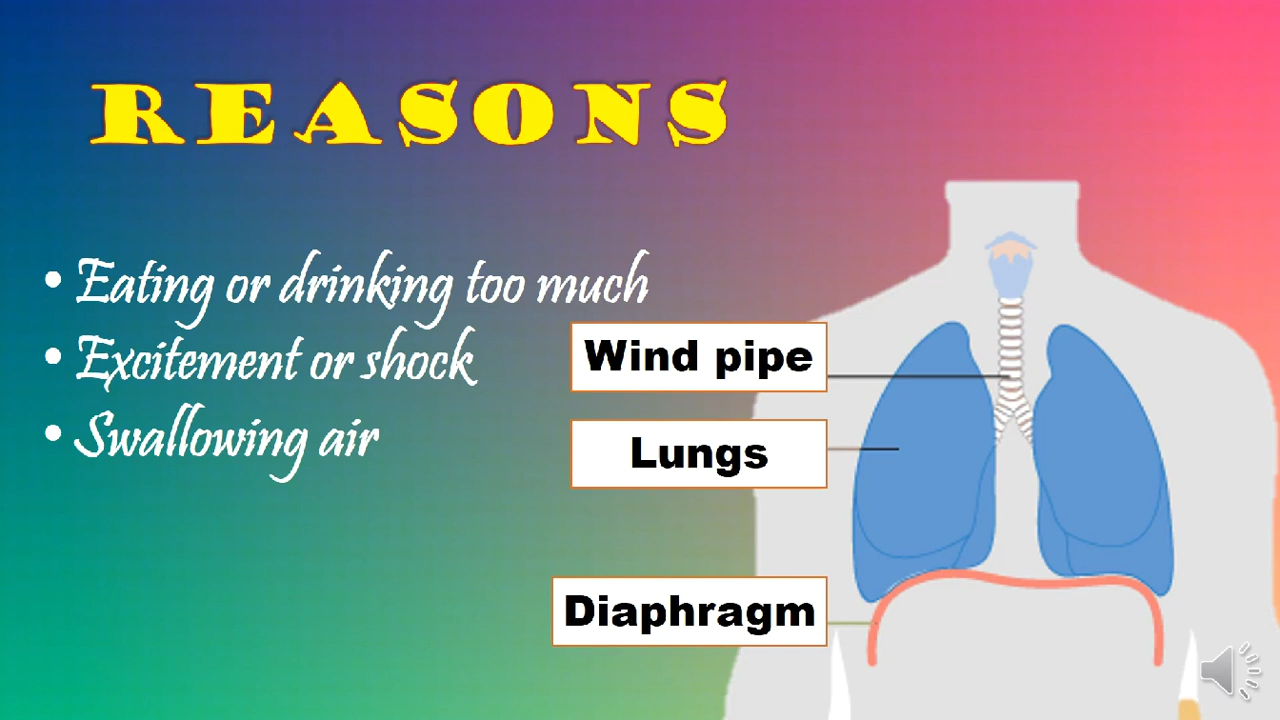 REASONS
• Eating or drinking too much
• Excitement or shock
• Swallowing air
Wind pipe
Lungs
Diaphragm